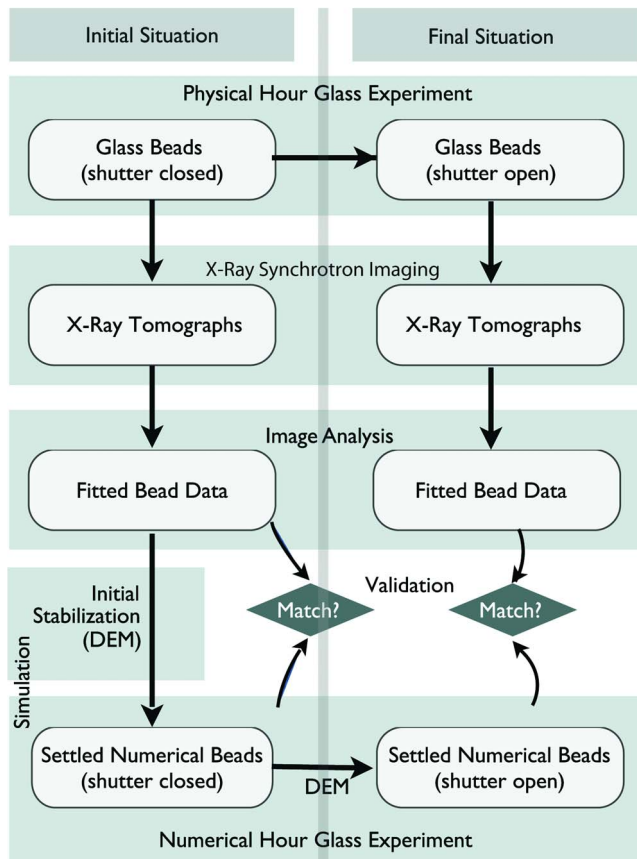 Initial Situation
Final Situation
Physical Hour Glass Experiment
Glass Beads
(shutter closed)
Glass Beads
(shutter open)
X-Ray Synchrotron Imaging
X-Ray Tomographs
X-Ray Tomographs
Image Analysis
Fitted Bead Data
Fitted Bead Data
Initial
Stabilization
(DEM)
Validation
Match?
Match?
Simulation
Settled Numerical Beads
(shutter closed)
DEM
Settled Numerical Beads
(shutter open)
Numerical Hour Glass Experiment